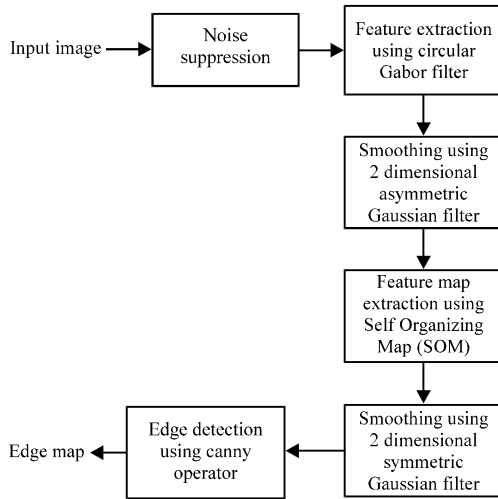 Input image
Noise
suppression
Feature extraction
using circular
Gabor filter
Smoothing using
2 dimensional
asymmetric
Gaussian filter
Feature map
extraction using
Self Organizing
Map (SOM)
Smoothing using
2 dimensional
symmetric
Gaussian filter
Edge detection
using canny
operator
Edge map